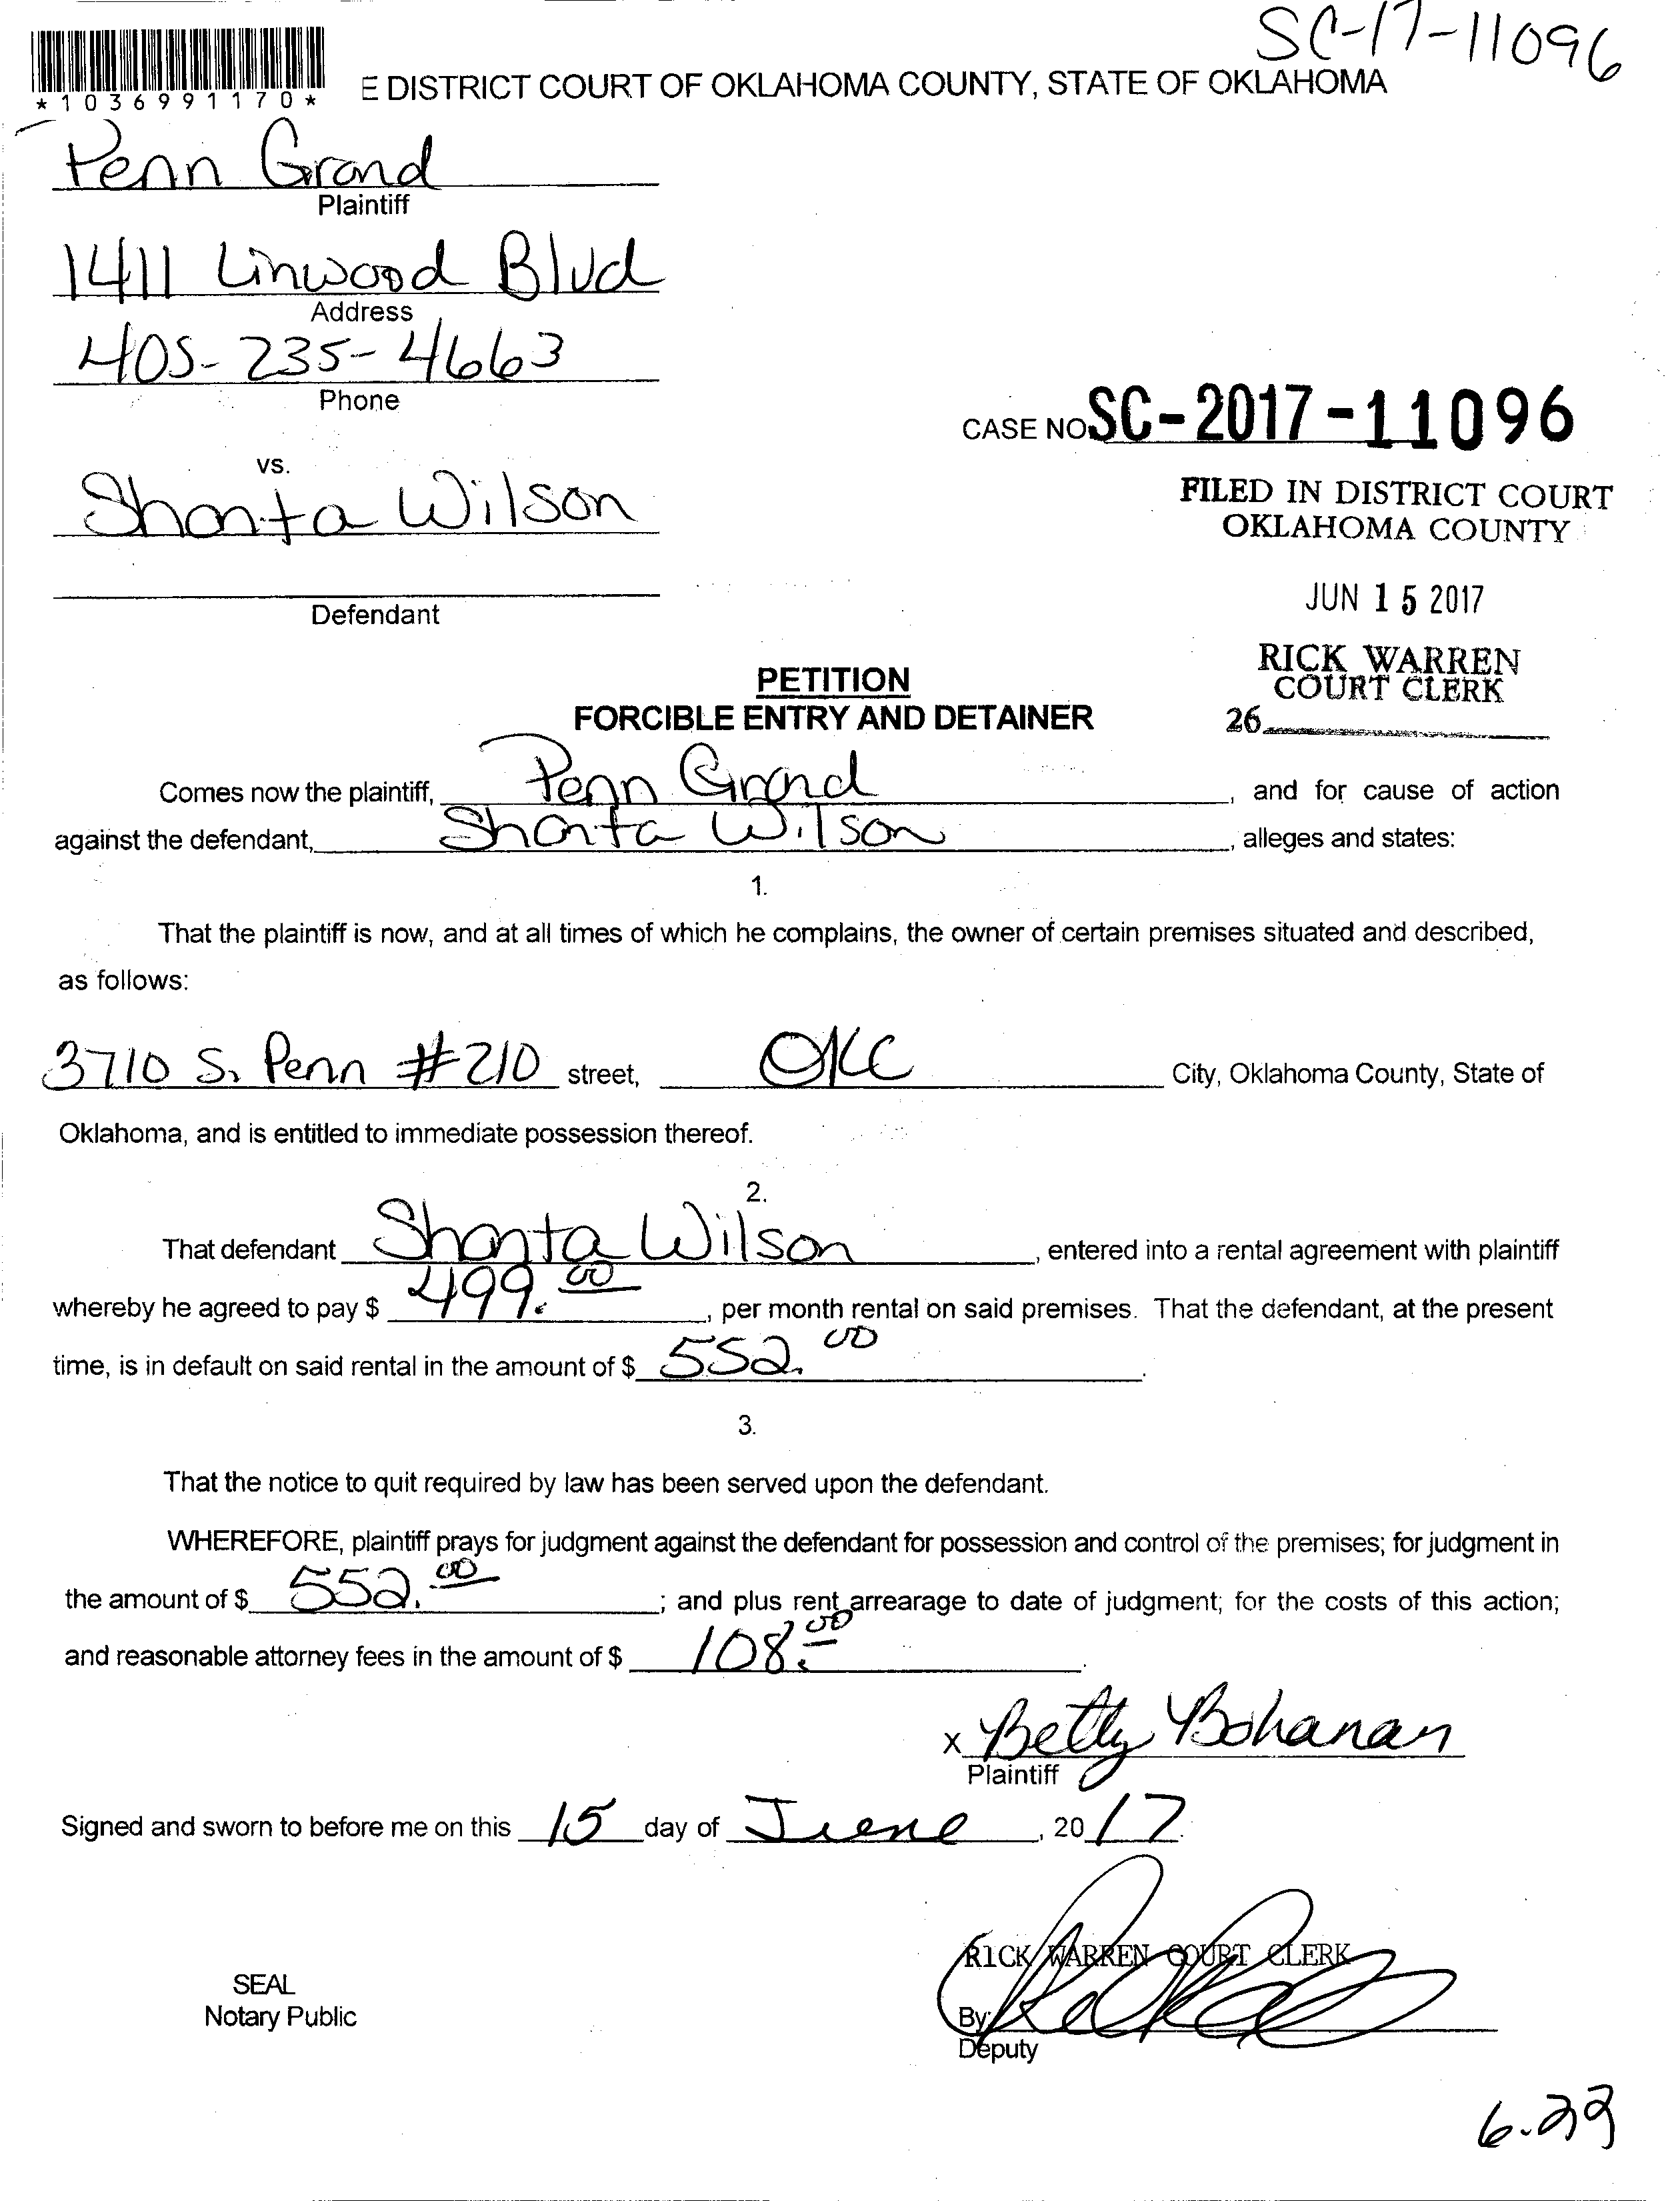 SC-17-11096
*1036991170*
E DISTRICT COURT OF OKLAHOMA COUNTY, STATE OF OKLAHOMA
Penn Grand
Plaintiff
1411 Linwood Blvd
Address
405-235-4663
Phone
CASE NO SC-2017-11096
vs.
Shanta Wilson
FILED IN DISTRICT COURT
OKLAHOMA COUNTY
JUN 15 2017
Defendant
RICK WARREN
COURT CLERK
26
PETITION
FORCIBLE ENTRY AND DETAINER
Comes now the plaintiff, Penn Grand, and for cause of action
against the defendant, Shanta Wilson, alleges and states:
1.
That the plaintiff is now, and at all times of which he complains, the owner of certain premises situated and described,
as follows:
3710 S. Penn #210 street, OKC City, Oklahoma County, State of
Oklahoma, and is entitled to immediate possession thereof.
2.
That defendant Shanta Wilson, entered into a rental agreement with plaintiff
whereby he agreed to pay $ 499.00, per month rental on said premises. That the defendant, at the present
time, is in default on said rental in the amount of $ 552.00.
3.
That the notice to quit required by law has been served upon the defendant.
WHEREFORE, plaintiff prays for judgment against the defendant for possession and control of the premises; for judgment in
the amount of $ 552.00; and plus rent arrearage to date of judgment; for the costs of this action;
and reasonable attorney fees in the amount of $ 108.00.
x Betty Bohanan
Plaintiff
Signed and sworn to before me on this 15 day of June, 2017.
RICK WARREN COURT CLERK
SEAL
Notary Public
By:
Deputy
6.29